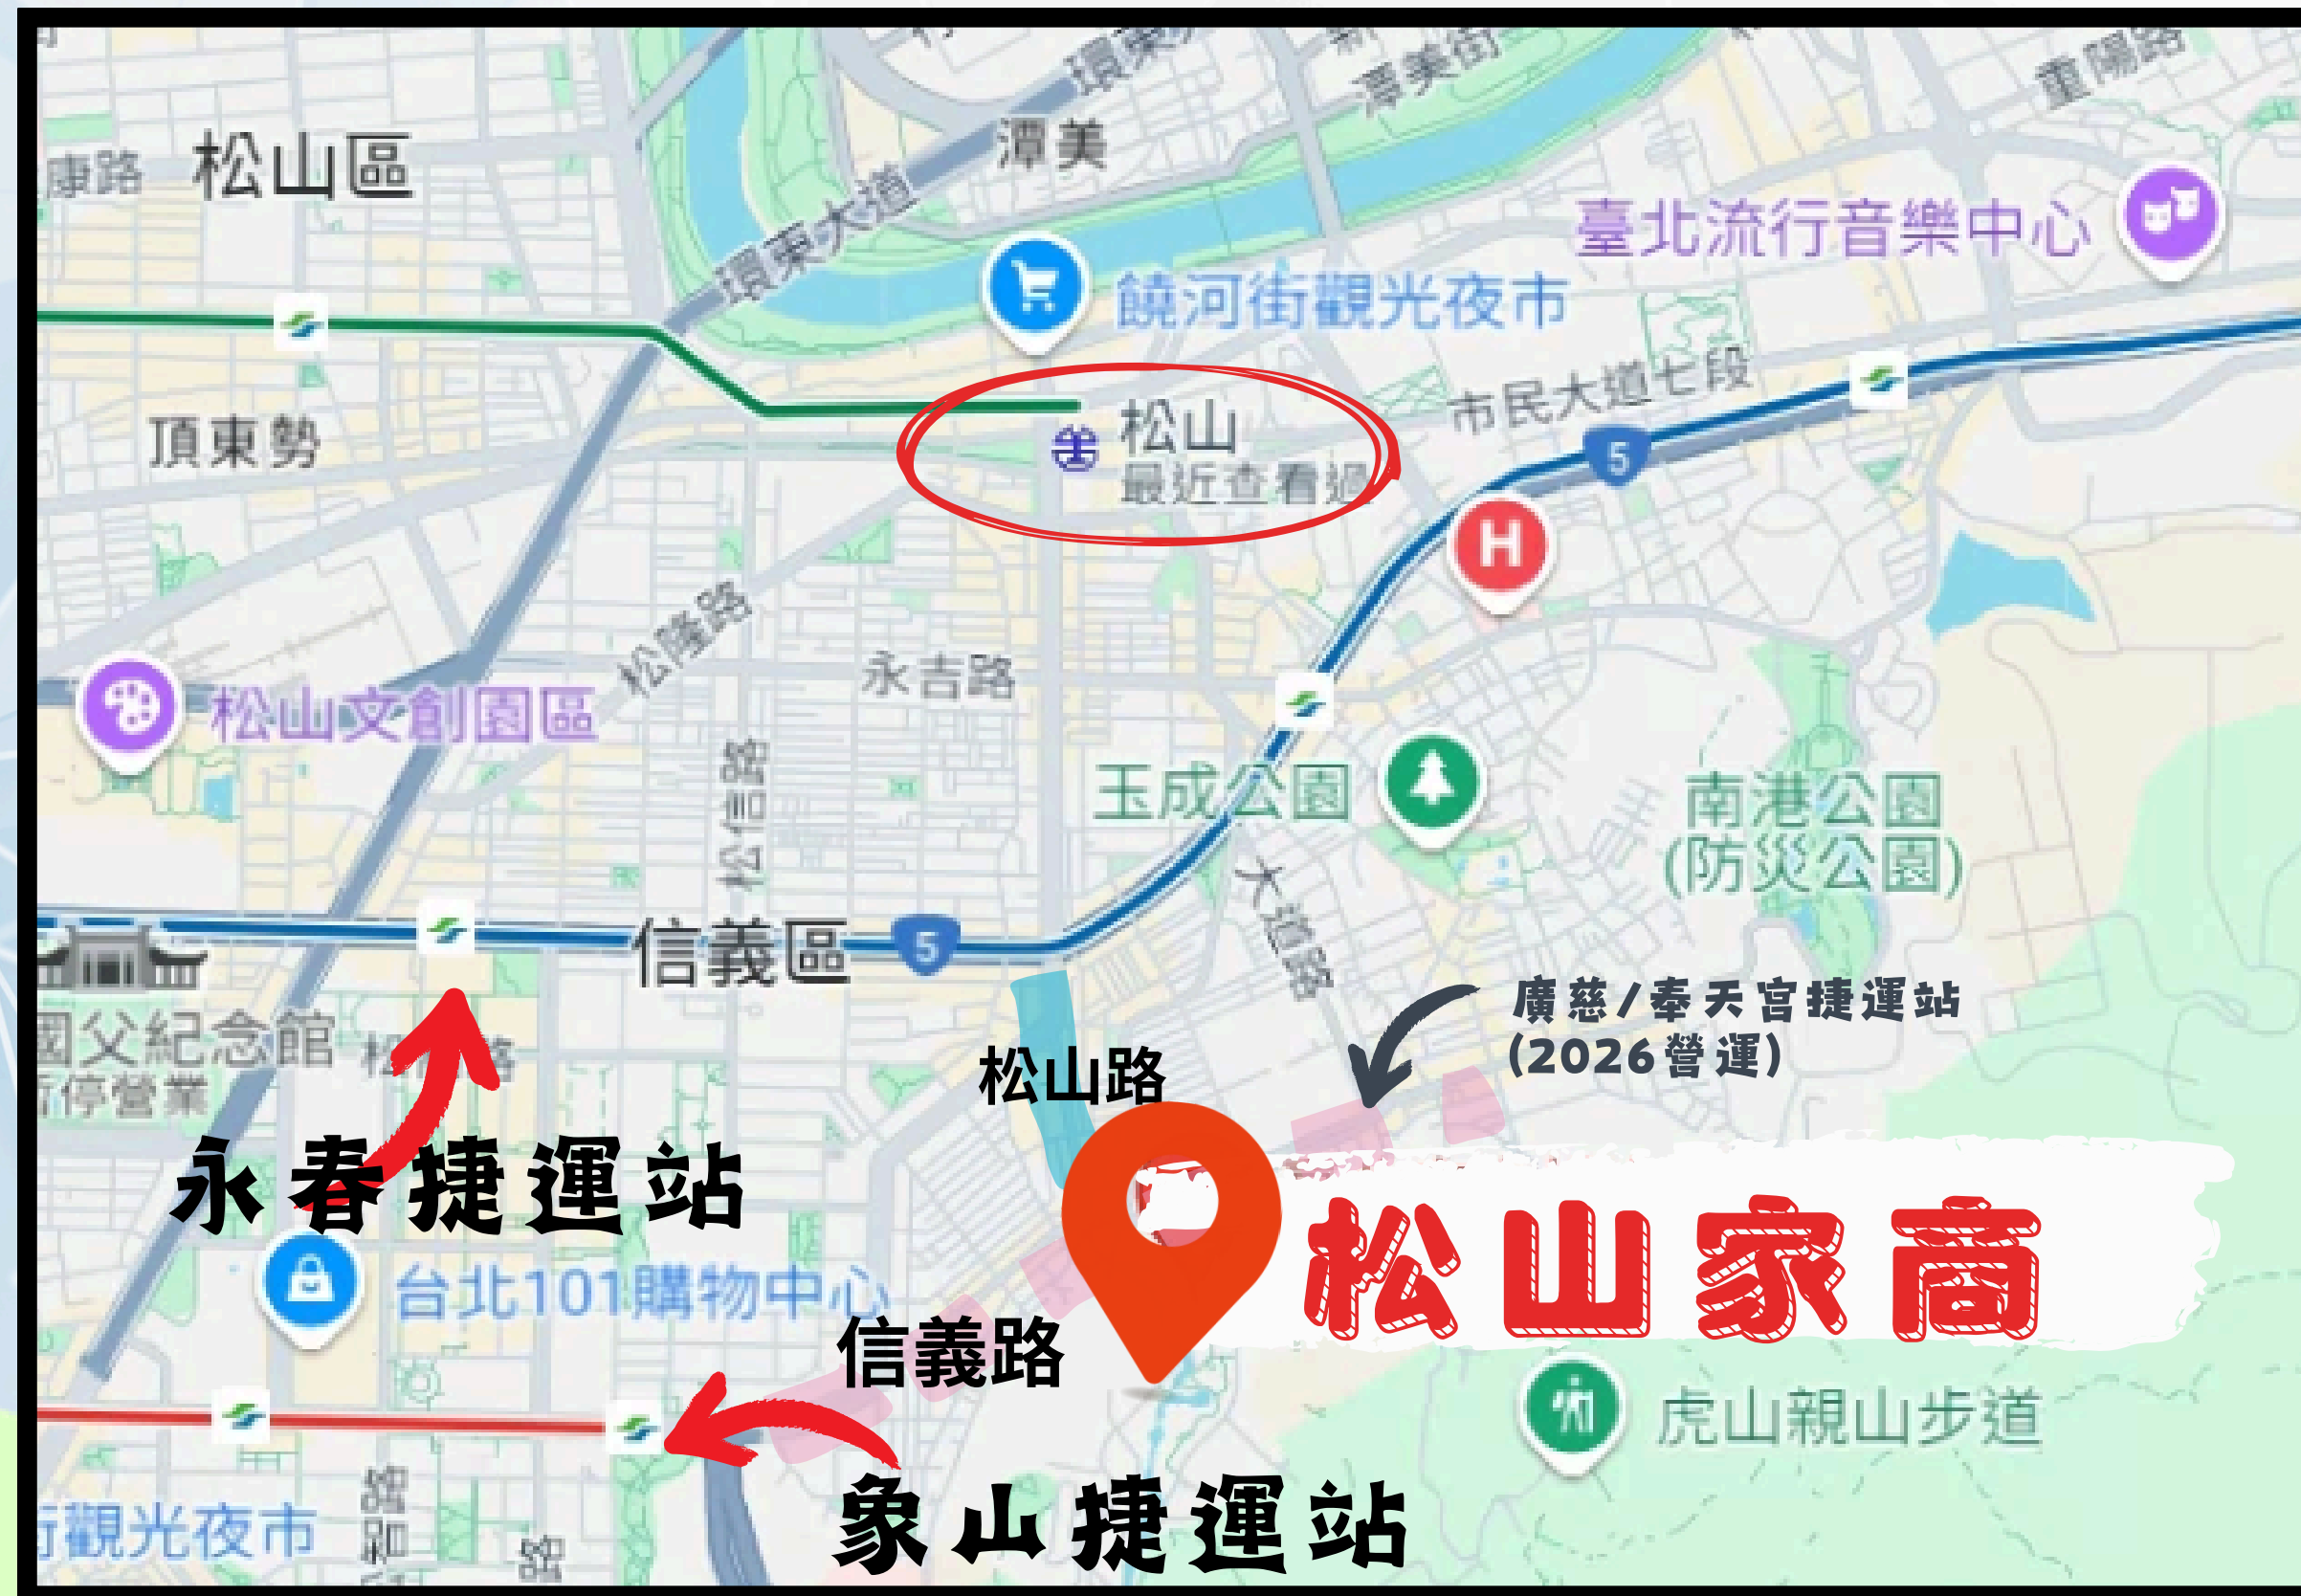 重陽路
潭美街
潭美
康路
松山區
環東大道
臺北流行音樂中心
饒河街觀光夜市
市民大道七段
松山
最近查看過
頂東勢
5
H
松隆路
永吉路
松山文創園區
松信路
玉成公園
南港公園
(防災公園)
大道路
信義區
5
廣慈/奉天宮捷運站
(2026營運)
國父紀念館
暫停營業
松山路
永春捷運站
松山家商
台北101購物中心
信義路
虎山親山步道
象山捷運站
街觀光夜市
智路
路